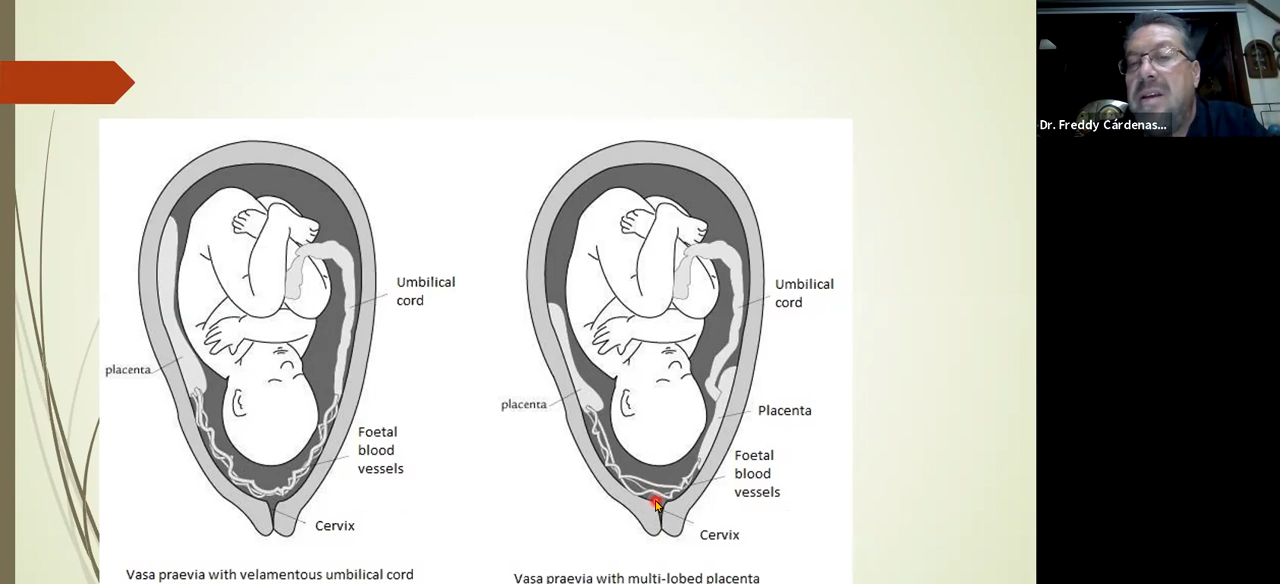 Dr. Freddy Cárdenas...
Umbilical
cord
placenta
Foetal
blood
vessels
Cervix
Vasa praevia with velamentous umbilical cord
Umbilical
cord
placenta
Placenta
Foetal
blood
vessels
Cervix
Vasa praevia with multi-lobed placenta